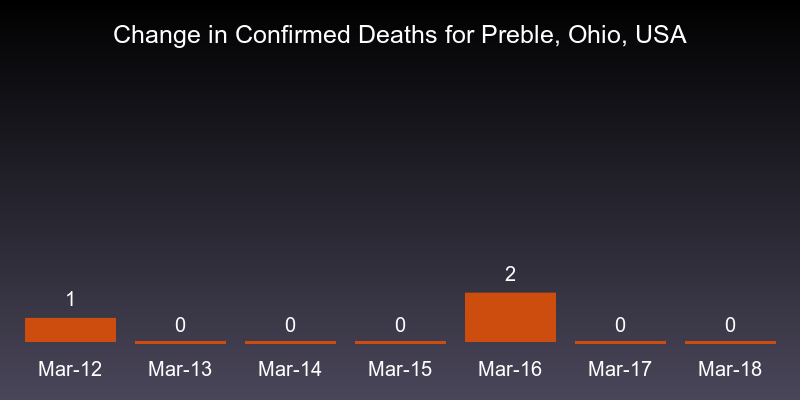 Change in Confirmed Deaths for Preble, Ohio, USA
2
1
0 0 0 0 0
Mar-12 Mar-13 Mar-14 Mar-15 Mar-16 Mar-17 Mar-18